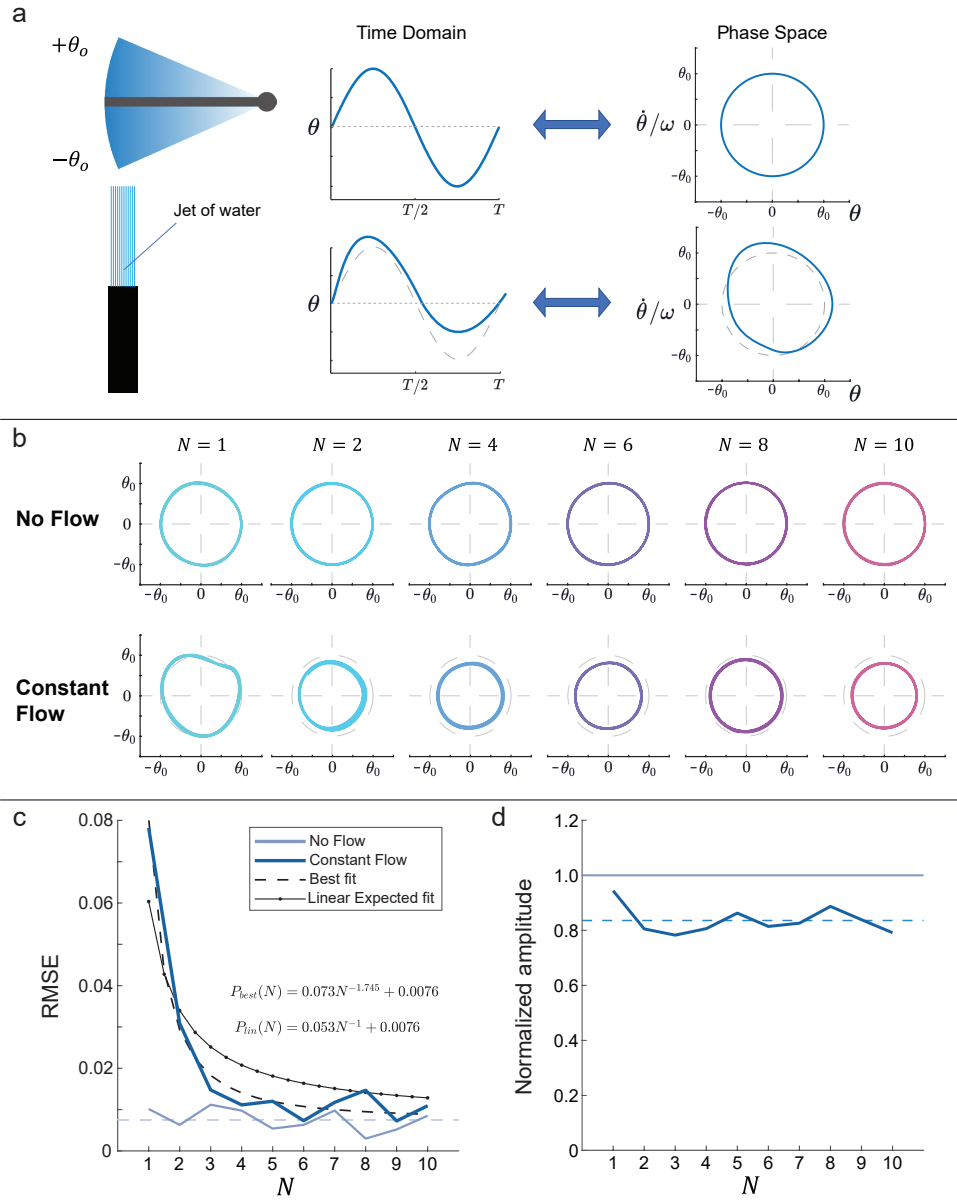 a
Time Domain
Phase Space
+θₒ
−θₒ
Jet of water
θ
T/2
T
θ̇/ω
θ₀
0
−θ₀
−θ₀ 0 θ₀
θ
θ
T/2
T
θ̇/ω
θ₀
0
−θ₀
−θ₀ 0 θ₀
θ
b
N = 1 N = 2 N = 4 N = 6 N = 8 N = 10
No Flow
θ₀
0
−θ₀
−θ₀ 0 θ₀ −θ₀ 0 θ₀ −θ₀ 0 θ₀ −θ₀ 0 θ₀ −θ₀ 0 θ₀ −θ₀ 0 θ₀
Constant
Flow
θ₀
0
−θ₀
−θ₀ 0 θ₀ −θ₀ 0 θ₀ −θ₀ 0 θ₀ −θ₀ 0 θ₀ −θ₀ 0 θ₀ −θ₀ 0 θ₀
c
0.08
0.06
0.04
0.02
0
RMSE
No Flow
Constant Flow
Best fit
Linear Expected fit
P_best(N) = 0.073N^−1.745 + 0.0076
P_lin(N) = 0.053N^−1 + 0.0076
1 2 3 4 5 6 7 8 9 10
N
d
1.2
1.0
0.8
0.6
0.4
0.2
0
Normalized amplitude
1 2 3 4 5 6 7 8 9 10
N